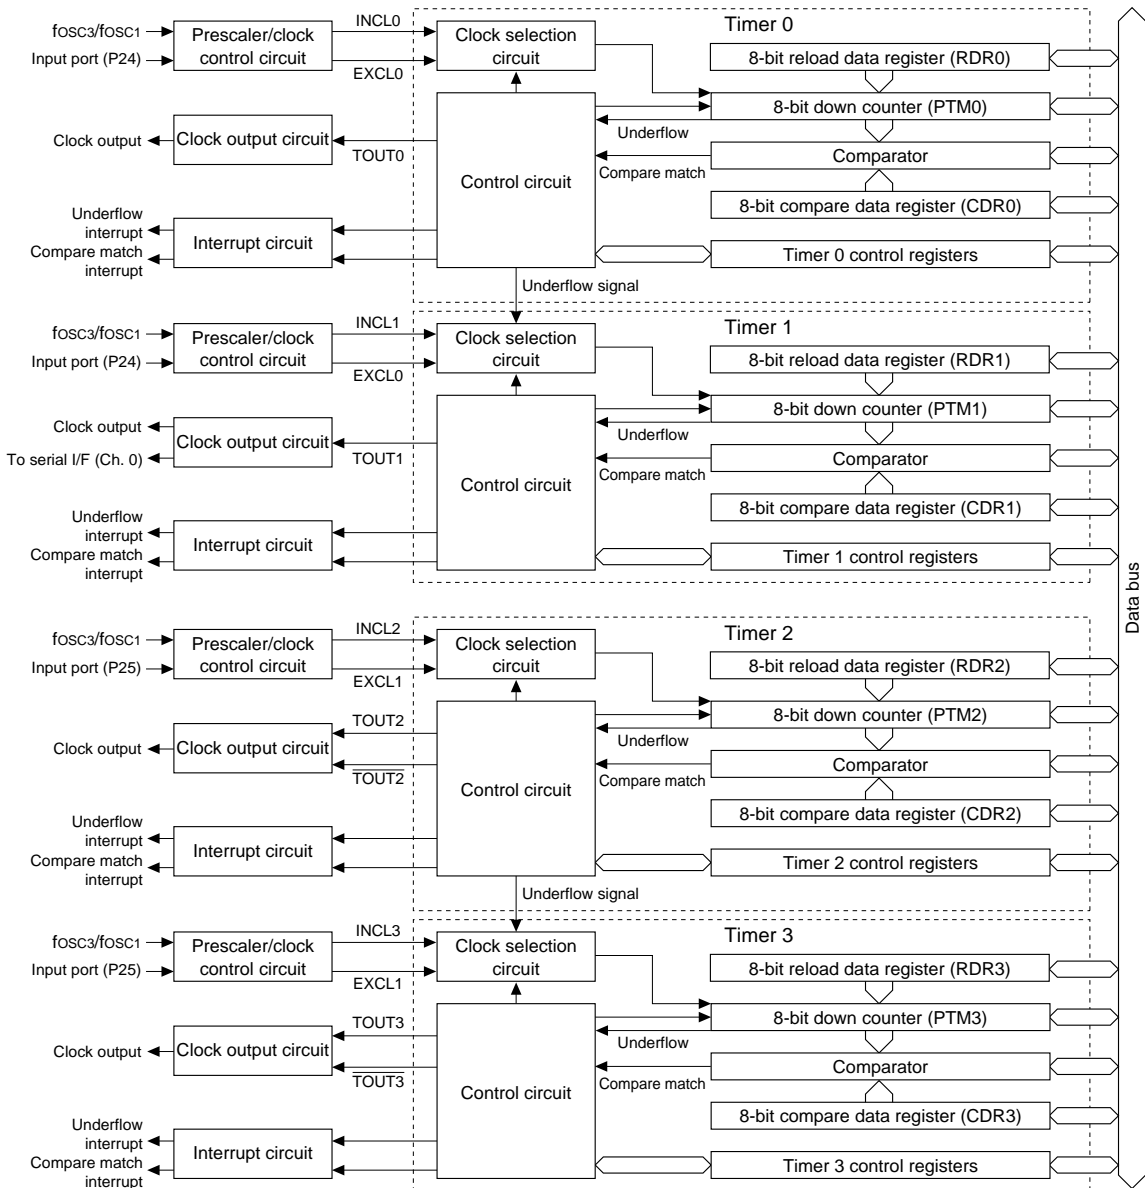 Timer 0
fOSC3/fOSC1
Input port (P24)
Prescaler/clock
control circuit
INCL0
EXCL0
Clock selection
circuit
8-bit reload data register (RDR0)
8-bit down counter (PTM0)
Underflow
Clock output
Clock output circuit
TOUT0
Control circuit
Compare match
Comparator
8-bit compare data register (CDR0)
Underflow
interrupt
Compare match
interrupt
Interrupt circuit
Timer 0 control registers
Underflow signal
Timer 1
fOSC3/fOSC1
Input port (P24)
Prescaler/clock
control circuit
INCL1
EXCL0
Clock selection
circuit
8-bit reload data register (RDR1)
8-bit down counter (PTM1)
Underflow
Clock output
To serial I/F (Ch. 0)
Clock output circuit
TOUT1
Control circuit
Compare match
Comparator
8-bit compare data register (CDR1)
Underflow
interrupt
Compare match
interrupt
Interrupt circuit
Timer 1 control registers
Data bus
Timer 2
fOSC3/fOSC1
Input port (P25)
Prescaler/clock
control circuit
INCL2
EXCL1
Clock selection
circuit
8-bit reload data register (RDR2)
8-bit down counter (PTM2)
Underflow
Clock output
Clock output circuit
TOUT2
TOUT2
Control circuit
Compare match
Comparator
8-bit compare data register (CDR2)
Underflow
interrupt
Compare match
interrupt
Interrupt circuit
Timer 2 control registers
Underflow signal
Timer 3
fOSC3/fOSC1
Input port (P25)
Prescaler/clock
control circuit
INCL3
EXCL1
Clock selection
circuit
8-bit reload data register (RDR3)
8-bit down counter (PTM3)
Underflow
Clock output
Clock output circuit
TOUT3
TOUT3
Control circuit
Compare match
Comparator
8-bit compare data register (CDR3)
Underflow
interrupt
Compare match
interrupt
Interrupt circuit
Timer 3 control registers